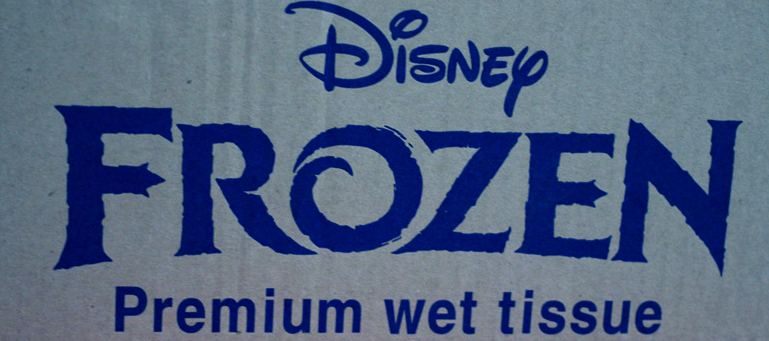 Disney
FROZEN
Premium wet tissue